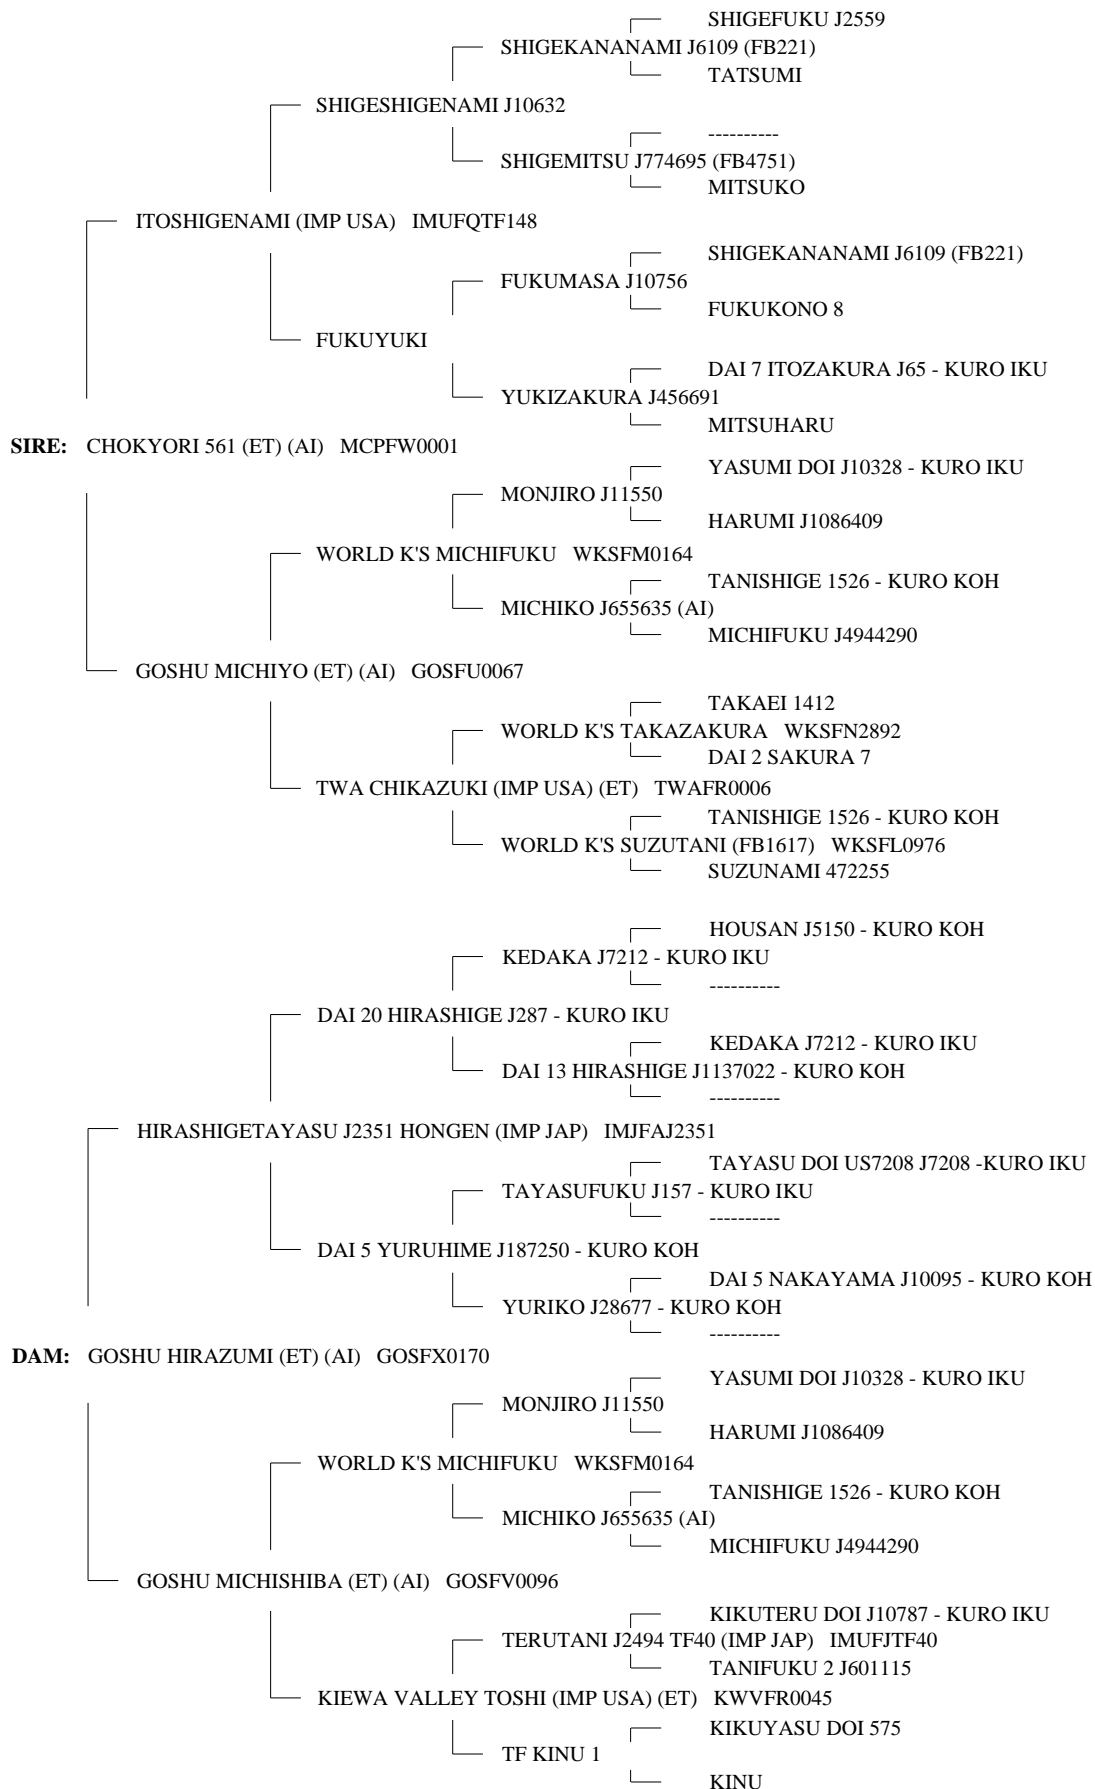 SHIGEFUKU J2559
SHIGEKANANAMI J6109 (FB221)
TATSUMI
SHIGESHIGENAMI J10632
----------
SHIGEMITSU J774695 (FB4751)
MITSUKO
ITOSHIGENAMI (IMP USA) IMUFQTF148
SHIGEKANANAMI J6109 (FB221)
FUKUMASA J10756
FUKUKONO 8
FUKUYUKI
DAI 7 ITOZAKURA J65 - KURO IKU
YUKIZAKURA J456691
MITSUHARU
SIRE: CHOKYORI 561 (ET) (AI) MCPFW0001
YASUMI DOI J10328 - KURO IKU
MONJIRO J11550
HARUMI J1086409
WORLD K'S MICHIFUKU WKSFM0164
TANISHIGE 1526 - KURO KOH
MICHIKO J655635 (AI)
MICHIFUKU J4944290
GOSHU MICHIYO (ET) (AI) GOSFU0067
TAKAEI 1412
WORLD K'S TAKAZAKURA WKSFN2892
DAI 2 SAKURA 7
TWA CHIKAZUKI (IMP USA) (ET) TWAFR0006
TANISHIGE 1526 - KURO KOH
WORLD K'S SUZUTANI (FB1617) WKSFL0976
SUZUNAMI 472255
HOUSAN J5150 - KURO KOH
KEDAKA J7212 - KURO IKU
----------
DAI 20 HIRASHIGE J287 - KURO IKU
KEDAKA J7212 - KURO IKU
DAI 13 HIRASHIGE J1137022 - KURO KOH
----------
HIRASHIGETAYASU J2351 HONGEN (IMP JAP) IMJFAJ2351
TAYASU DOI US7208 J7208 -KURO IKU
TAYASUFUKU J157 - KURO IKU
----------
DAI 5 YURUHIME J187250 - KURO KOH
DAI 5 NAKAYAMA J10095 - KURO KOH
YURIKO J28677 - KURO KOH
----------
DAM: GOSHU HIRAZUMI (ET) (AI) GOSFX0170
YASUMI DOI J10328 - KURO IKU
MONJIRO J11550
HARUMI J1086409
WORLD K'S MICHIFUKU WKSFM0164
TANISHIGE 1526 - KURO KOH
MICHIKO J655635 (AI)
MICHIFUKU J4944290
GOSHU MICHISHIBA (ET) (AI) GOSFV0096
KIKUTERU DOI J10787 - KURO IKU
TERUTANI J2494 TF40 (IMP JAP) IMUFJTF40
TANIFUKU 2 J601115
KIEWA VALLEY TOSHI (IMP USA) (ET) KWVFR0045
KIKUYASU DOI 575
TF KINU 1
KINU